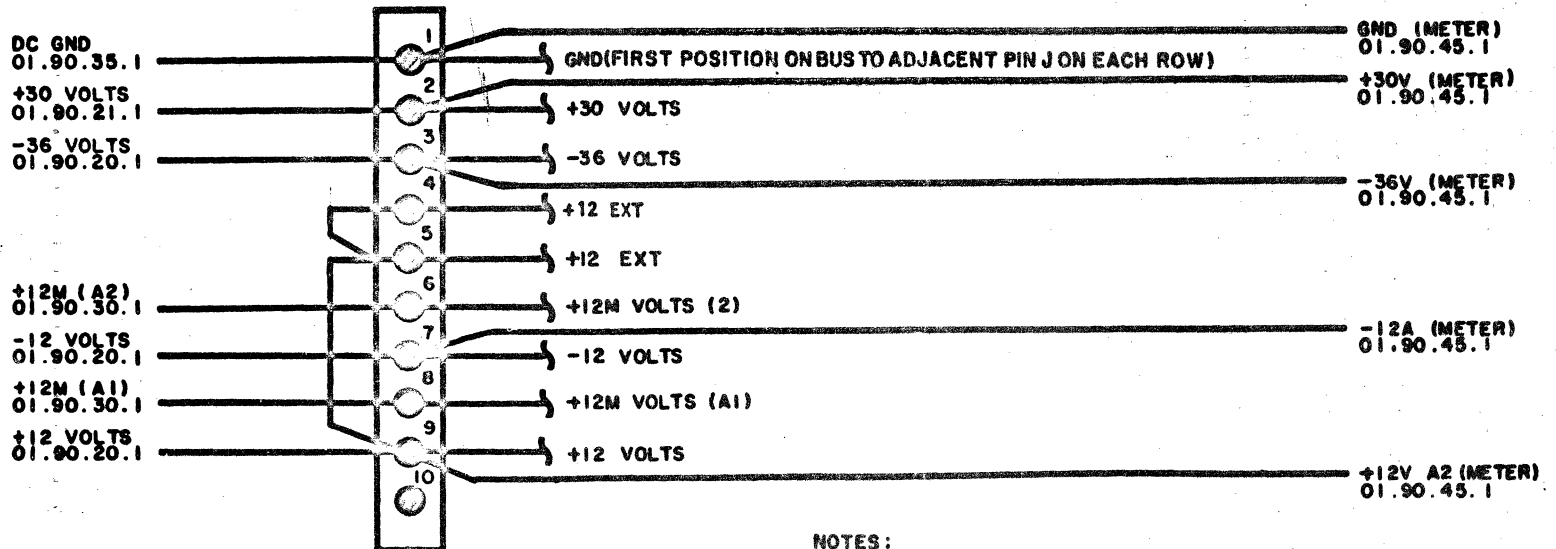 DC GND
01.90.35.1
+30 VOLTS
01.90.21.1
-36 VOLTS
01.90.20.1
+12M (A2)
01.90.30.1
-12 VOLTS
01.90.20.1
+12M (A1)
01.90.30.1
+12 VOLTS
01.90.20.1
1
2
3
4
5
6
7
8
9
10
GND(FIRST POSITION ON BUS TO ADJACENT PIN J ON EACH ROW)
+30 VOLTS
-36 VOLTS
+12 EXT
+12 EXT
+12M VOLTS (2)
-12 VOLTS
+12M VOLTS (A1)
+12 VOLTS
GND (METER)
01.90.45.1
+30V (METER)
01.90.45.1
-36V (METER)
01.90.45.1
-12A (METER)
01.90.45.1
+12V A2 (METER)
01.90.45.1
NOTES: